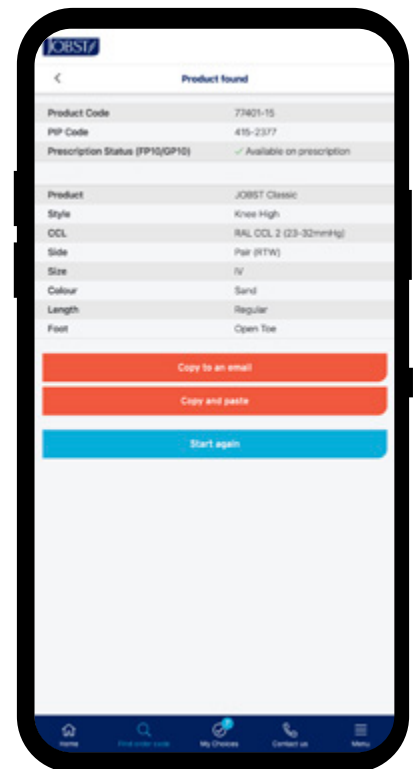 JOBST
Product found
Product Code 77401-15
PIP Code 415-2377
Prescription Status (FP10/GP10) ✓ Available on prescription
Product JOBST Classic
Style Knee High
CCL RAL CCL 2 (23-32mmHg)
Side Pair (RTW)
Size IV
Colour Sand
Length Regular
Foot Open Toe
Copy to an email
Copy and paste
Start again
Home Find order code My Choices Contact us Menu